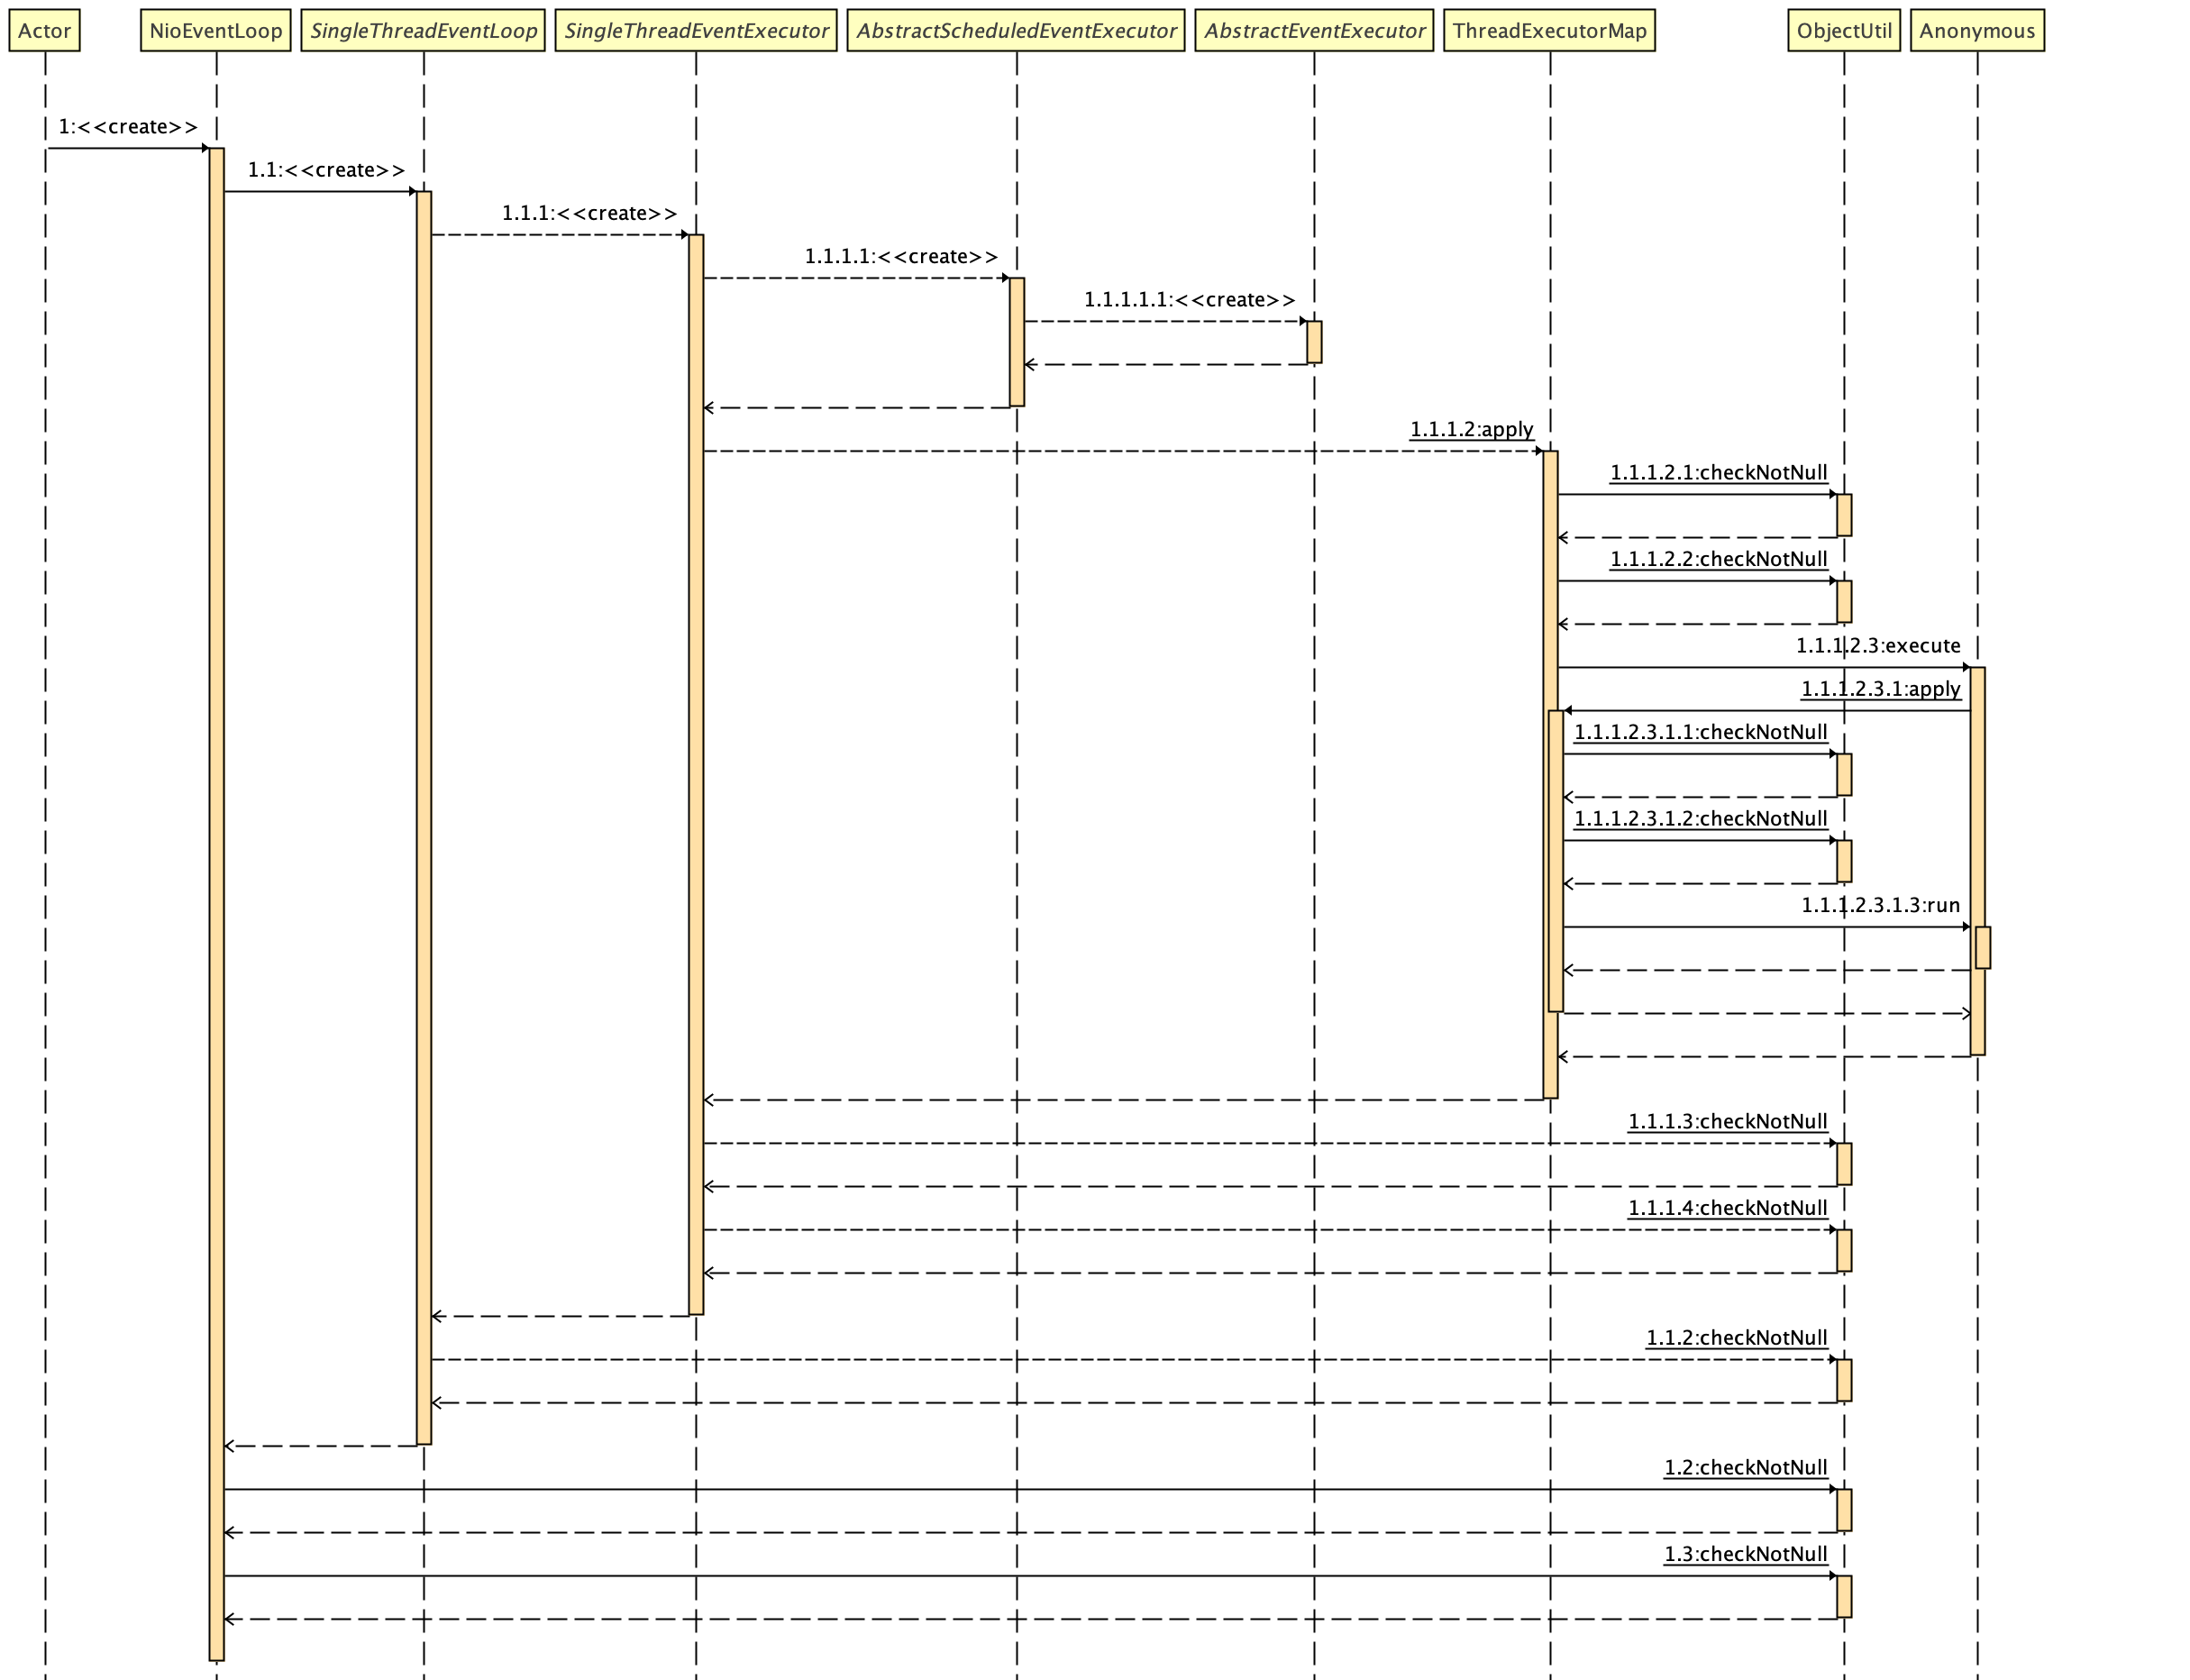 Actor
NioEventLoop
SingleThreadEventLoop
SingleThreadEventExecutor
AbstractScheduledEventExecutor
AbstractEventExecutor
ThreadExecutorMap
ObjectUtil
Anonymous
1:<<create>>
1.1:<<create>>
1.1.1:<<create>>
1.1.1.1:<<create>>
1.1.1.1.1:<<create>>
1.1.1.2:apply
1.1.1.2.1:checkNotNull
1.1.1.2.2:checkNotNull
1.1.1.2.3:execute
1.1.1.2.3.1:apply
1.1.1.2.3.1.1:checkNotNull
1.1.1.2.3.1.2:checkNotNull
1.1.1.2.3.1.3:run
1.1.1.3:checkNotNull
1.1.1.4:checkNotNull
1.1.2:checkNotNull
1.2:checkNotNull
1.3:checkNotNull